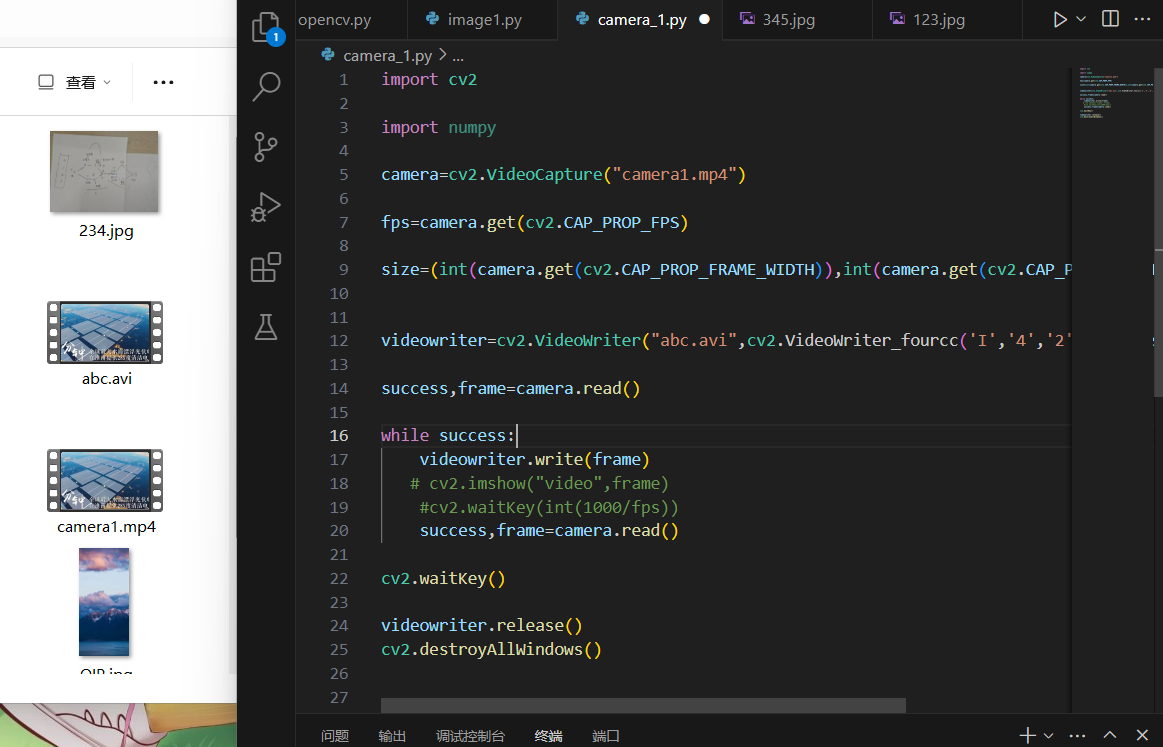 opencv.py
image1.py
camera_1.py
345.jpg
123.jpg
1
camera_1.py > ...
查看
234.jpg
abc.avi
camera1.mp4
1 import cv2
2
3 import numpy
4
5 camera=cv2.VideoCapture("camera1.mp4")
6
7 fps=camera.get(cv2.CAP_PROP_FPS)
8
9 size=(int(camera.get(cv2.CAP_PROP_FRAME_WIDTH)),int(camera.get(cv2.CAP_P
10
11
12 videowriter=cv2.VideoWriter("abc.avi",cv2.VideoWriter_fourcc('I','4','2'
13
14 success,frame=camera.read()
15
16 while success:
17 videowriter.write(frame)
18 # cv2.imshow("video",frame)
19 #cv2.waitKey(int(1000/fps))
20 success,frame=camera.read()
21
22 cv2.waitKey()
23
24 videowriter.release()
25 cv2.destroyAllWindows()
26
27
问题 输出 调试控制台 终端 端口